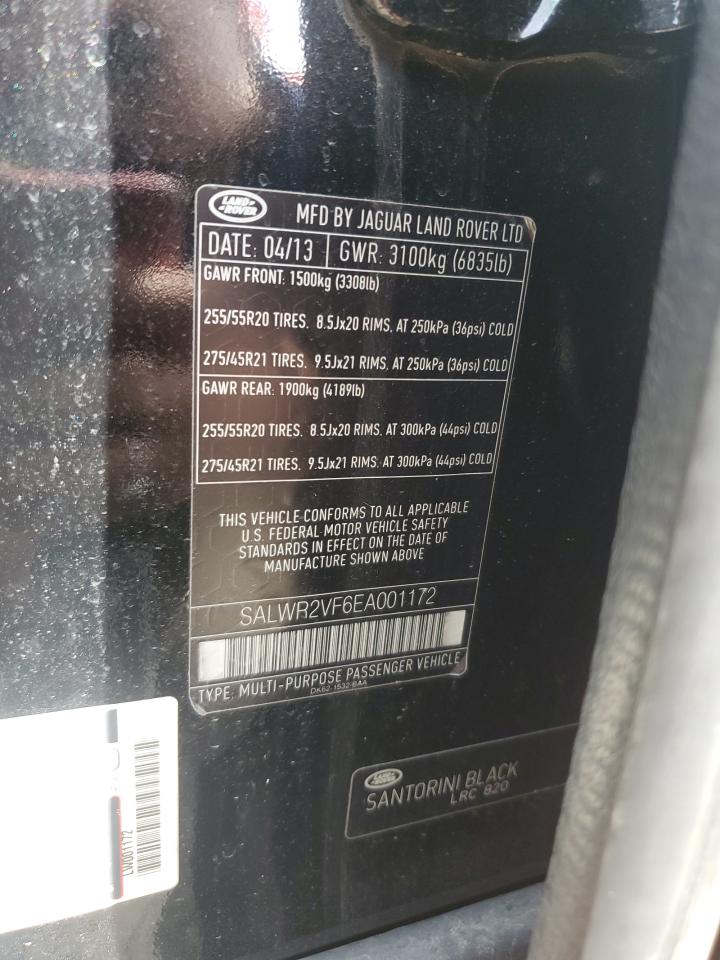 LAND ROVER
MFD BY JAGUAR LAND ROVER LTD
DATE: 04/13 GWR: 3100kg (6835lb)
GAWR FRONT: 1500kg (3308lb)
255/55R20 TIRES. 8.5Jx20 RIMS, AT 250kPa (36psi) COLD
275/45R21 TIRES. 9.5Jx21 RIMS, AT 250kPa (36psi) COLD
GAWR REAR: 1900kg (4189lb)
255/55R20 TIRES. 8.5Jx20 RIMS, AT 300kPa (44psi) COLD
275/45R21 TIRES. 9.5Jx21 RIMS, AT 300kPa (44psi) COLD
THIS VEHICLE CONFORMS TO ALL APPLICABLE
U.S. FEDERAL MOTOR VEHICLE SAFETY
STANDARDS IN EFFECT ON THE DATE OF
MANUFACTURE SHOWN ABOVE
SALWR2VF6EA001172
TYPE: MULTI-PURPOSE PASSENGER VEHICLE
DK62-1532-BAA
LAND ROVER
SANTORINI BLACK
LRC 820
LW001172